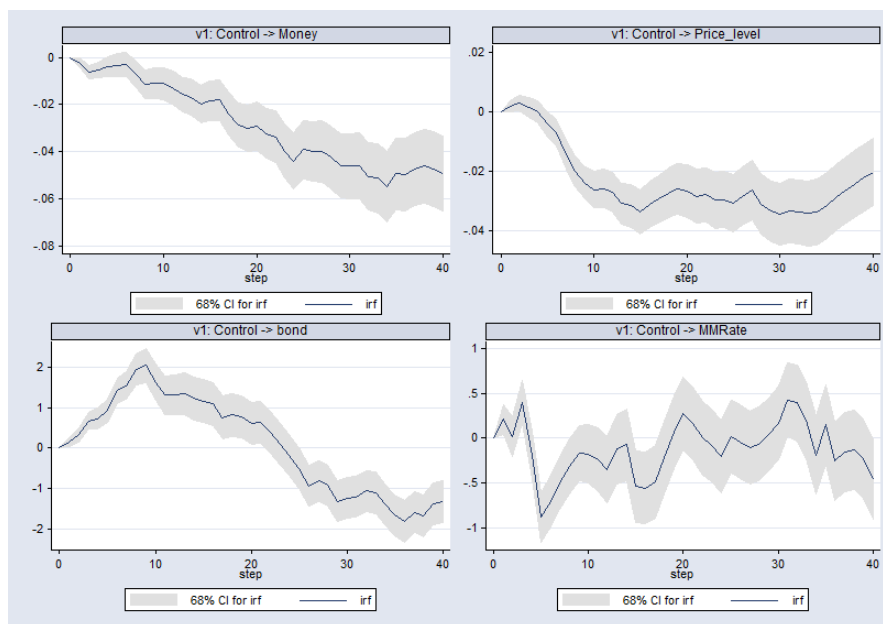 v1: Control -> Money
0
-.02
-.04
-.06
-.08
0 10 20 30 40
step
68% CI for irf irf
v1: Control -> Price_level
.02
0
-.02
-.04
0 10 20 30 40
step
68% CI for irf irf
v1: Control -> bond
2
1
0
-1
-2
0 10 20 30 40
step
68% CI for irf irf
v1: Control -> MMRate
1
.5
0
-.5
-1
0 10 20 30 40
step
68% CI for irf irf